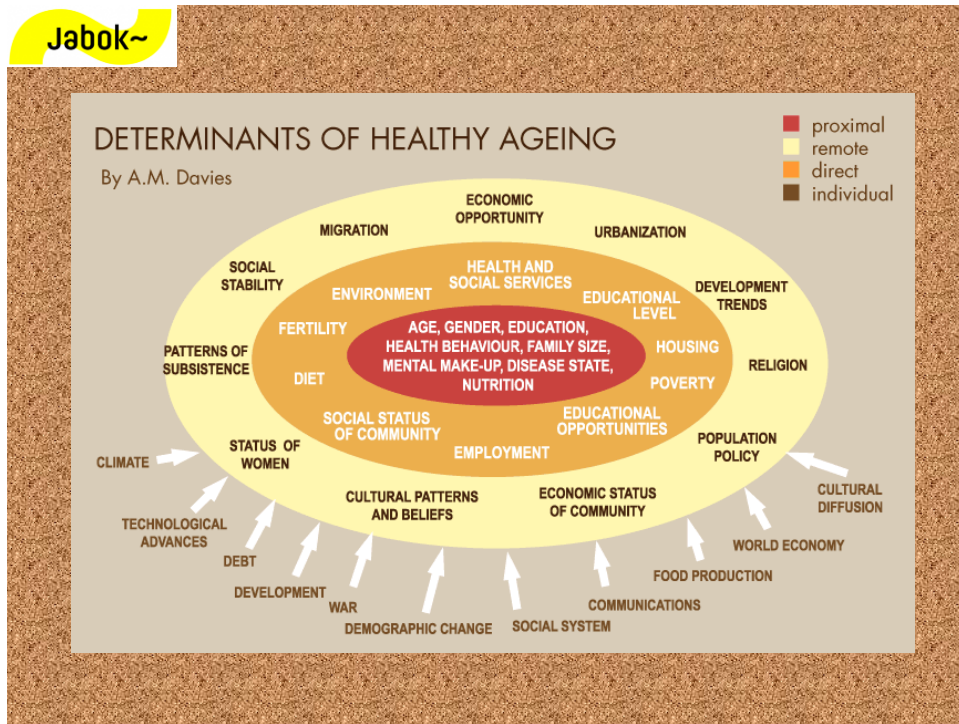 Jabok~
DETERMINANTS OF HEALTHY AGEING
By A.M. Davies
proximal
remote
direct
individual
ECONOMIC
OPPORTUNITY
MIGRATION
URBANIZATION
SOCIAL
STABILITY
DEVELOPMENT
TRENDS
PATTERNS OF
SUBSISTENCE
RELIGION
STATUS OF
WOMEN
POPULATION
POLICY
CULTURAL PATTERNS
AND BELIEFS
ECONOMIC STATUS
OF COMMUNITY
HEALTH AND
SOCIAL SERVICES
ENVIRONMENT
EDUCATIONAL
LEVEL
FERTILITY
HOUSING
DIET
POVERTY
SOCIAL STATUS
OF COMMUNITY
EDUCATIONAL
OPPORTUNITIES
EMPLOYMENT
AGE, GENDER, EDUCATION,
HEALTH BEHAVIOUR, FAMILY SIZE,
MENTAL MAKE-UP, DISEASE STATE,
NUTRITION
CLIMATE
TECHNOLOGICAL
ADVANCES
DEBT
DEVELOPMENT
WAR
DEMOGRAPHIC CHANGE
SOCIAL SYSTEM
COMMUNICATIONS
FOOD PRODUCTION
WORLD ECONOMY
CULTURAL
DIFFUSION